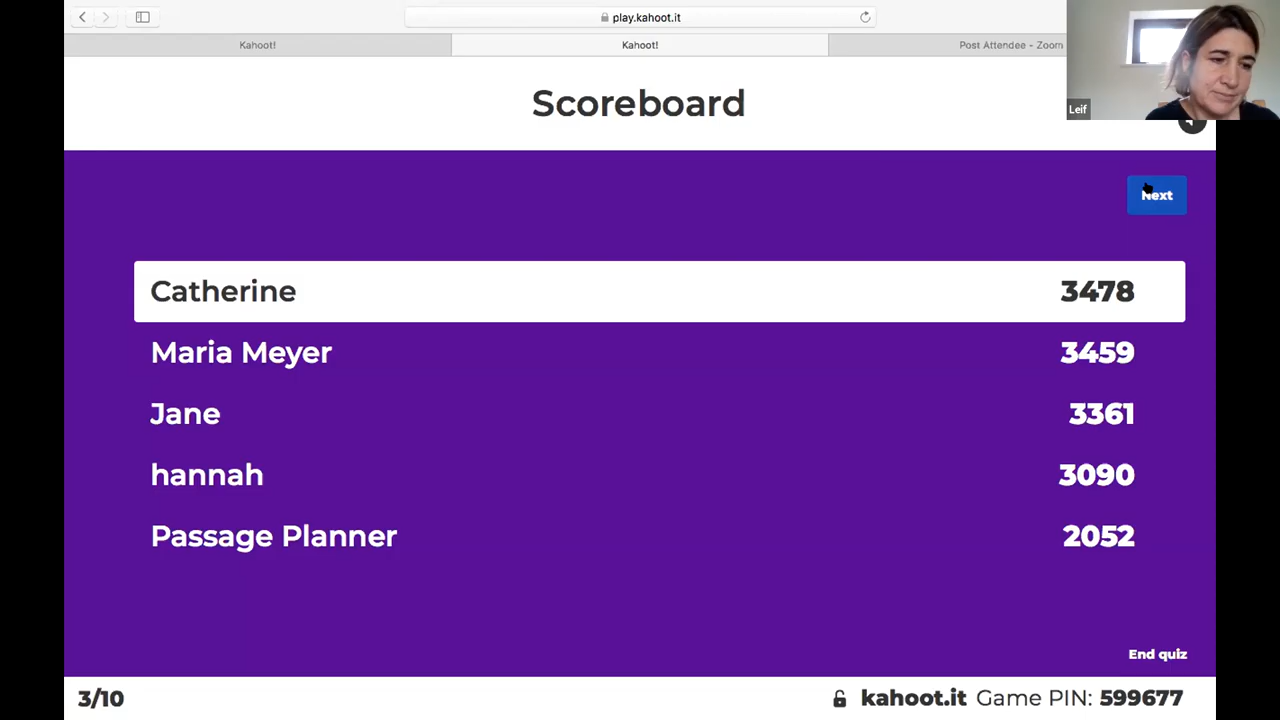 play.kahoot.it
Kahoot!
Kahoot!
Post Attendee - Zoom
Leif
Scoreboard
Next
Catherine 3478
Maria Meyer 3459
Jane 3361
hannah 3090
Passage Planner 2052
End quiz
3/10
kahoot.it Game PIN: 599677